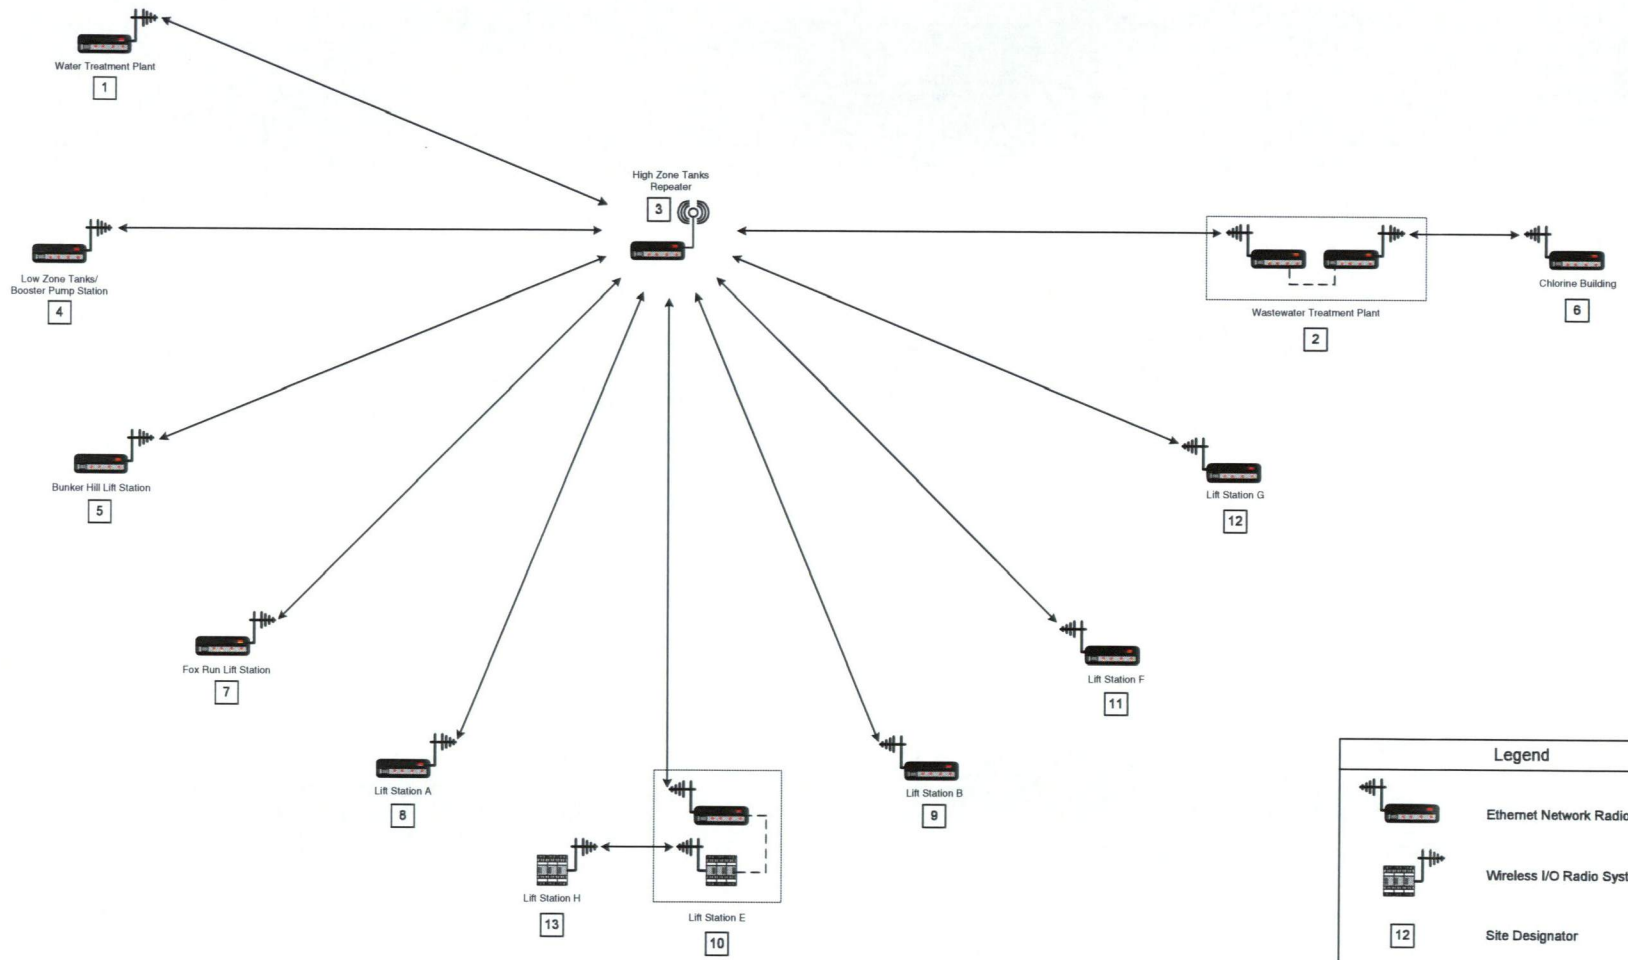 Water Treatment Plant
1
High Zone Tanks
Repeater
3
Low Zone Tanks/
Booster Pump Station
4
Wastewater Treatment Plant
2
Chlorine Building
6
Bunker Hill Lift Station
5
Lift Station G
12
Fox Run Lift Station
7
Lift Station F
11
Lift Station A
8
Lift Station B
9
Lift Station H
13
Lift Station E
10
Legend
Ethernet Network Radio
Wireless I/O Radio Syst
12
Site Designator